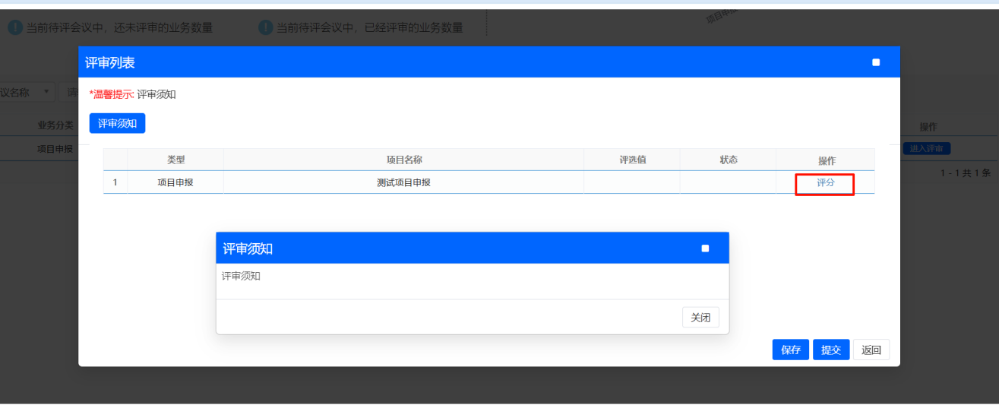 ! 当前待评会议中，还未评审的业务数量 ! 当前待评会议中，已经评审的业务数量
项目申报
评审列表
*温馨提示: 评审须知
议名称 请
评审须知
业务分类 操作
项目申报 进入评审
类型 项目名称 评选值 状态 操作
1 项目申报 测试项目申报 评分
1 - 1 共 1 条
评审须知
评审须知
关闭
保存 提交 返回